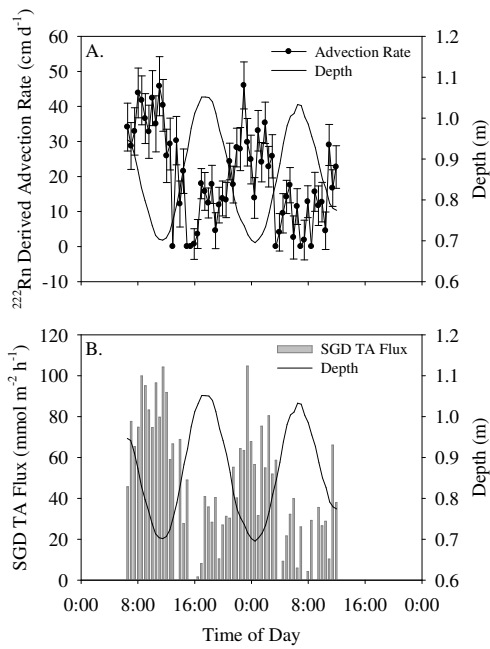 A.
Advection Rate
Depth
²²²Rn Derived Advection Rate (cm d⁻¹)
60
50
40
30
20
10
0
-10
Depth (m)
1.2
1.1
1.0
0.9
0.8
0.7
0.6
B.
SGD TA Flux
Depth
SGD TA Flux (mmol m⁻² h⁻¹)
120
100
80
60
40
20
0
Depth (m)
1.2
1.1
1.0
0.9
0.8
0.7
0.6
0:00 8:00 16:00 0:00 8:00 16:00 0:00
Time of Day